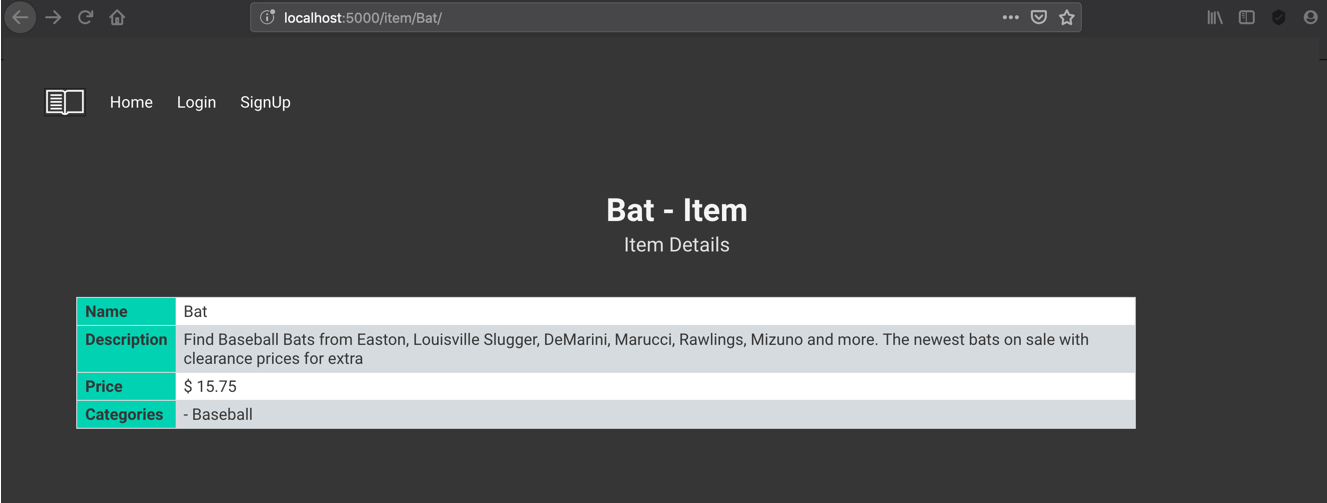 localhost:5000/item/Bat/
Home Login SignUp
Bat - Item
Item Details
Name Bat
Description Find Baseball Bats from Easton, Louisville Slugger, DeMarini, Marucci, Rawlings, Mizuno and more. The newest bats on sale with
clearance prices for extra
Price $ 15.75
Categories - Baseball